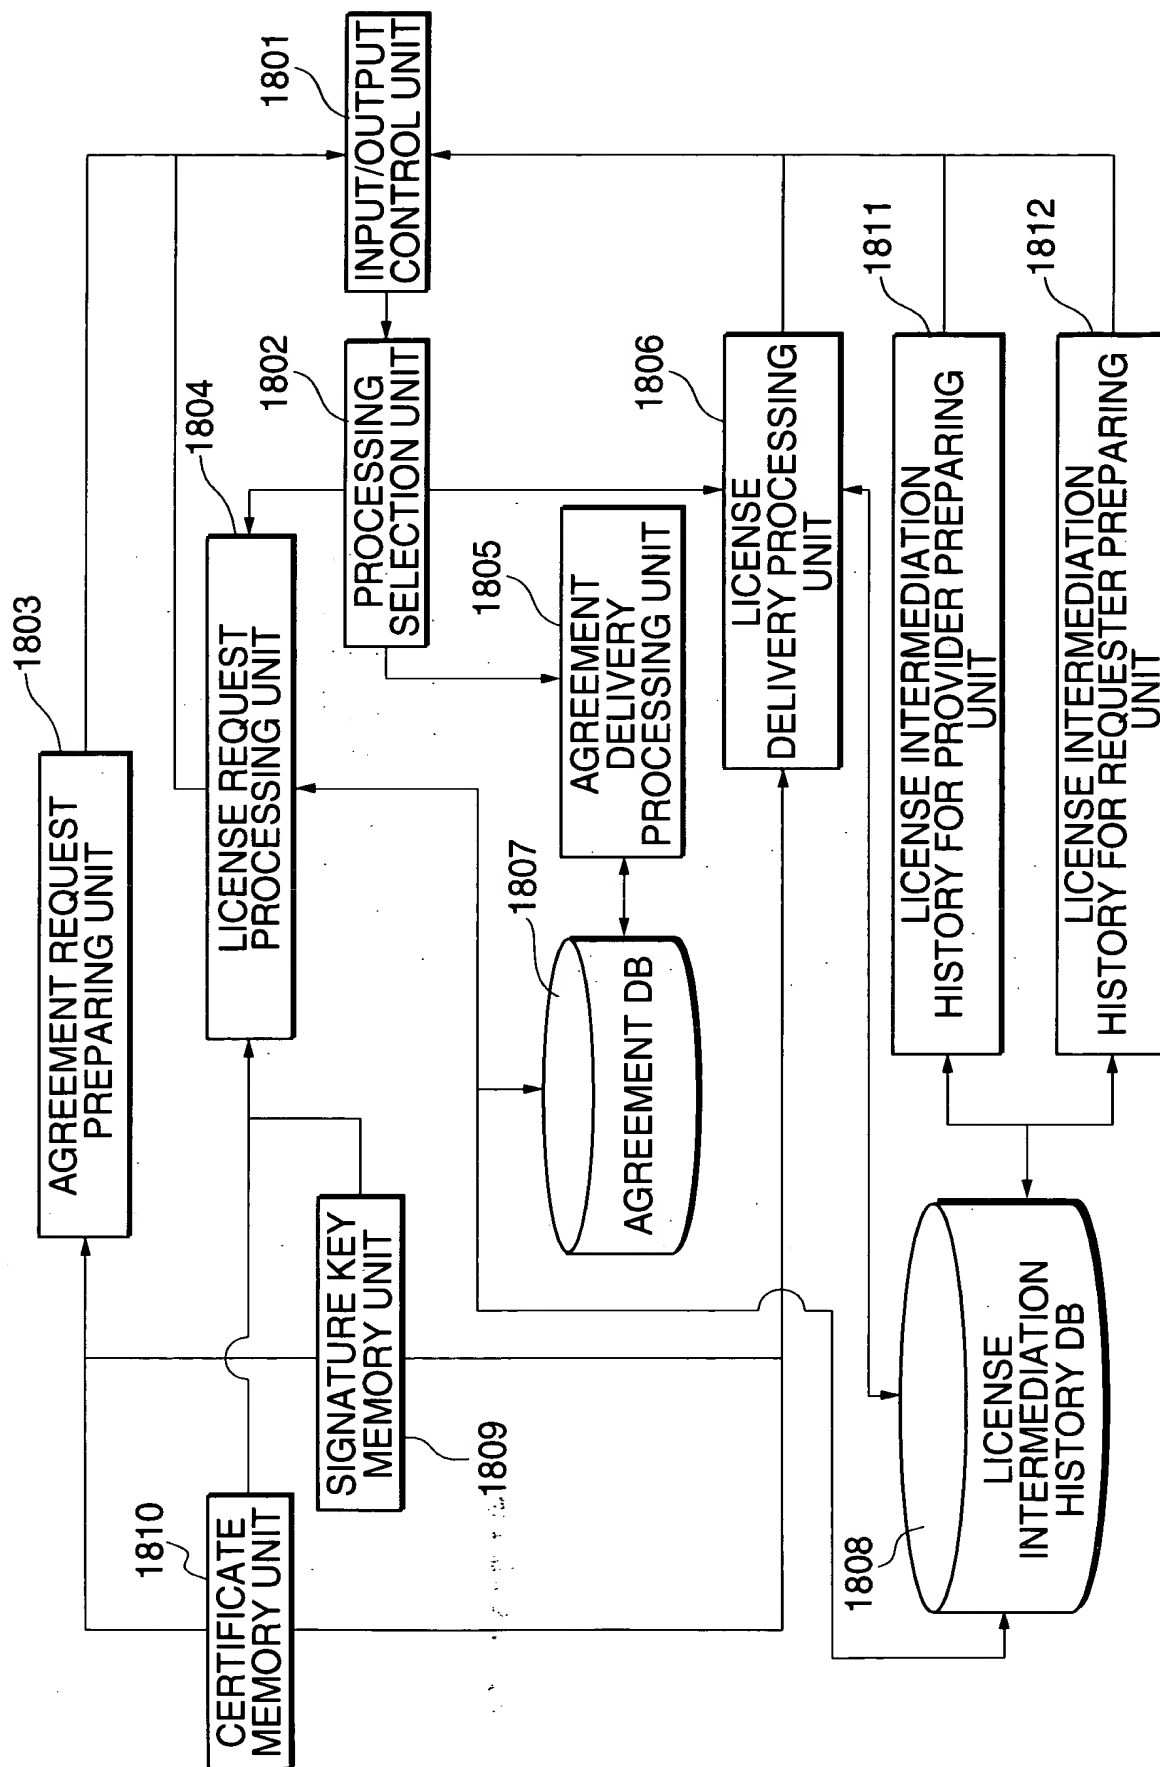 1801
INPUT/OUTPUT
CONTROL UNIT
1802
PROCESSING
SELECTION UNIT
1803
AGREEMENT REQUEST
PREPARING UNIT
1804
LICENSE REQUEST
PROCESSING UNIT
1805
AGREEMENT
DELIVERY
PROCESSING UNIT
1806
LICENSE
DELIVERY PROCESSING
UNIT
1807
AGREEMENT DB
1808
LICENSE
INTERMEDIATION
HISTORY DB
1809
SIGNATURE KEY
MEMORY UNIT
1810
CERTIFICATE
MEMORY UNIT
1811
LICENSE INTERMEDIATION
HISTORY FOR PROVIDER PREPARING
UNIT
1812
LICENSE INTERMEDIATION
HISTORY FOR REQUESTER PREPARING
UNIT